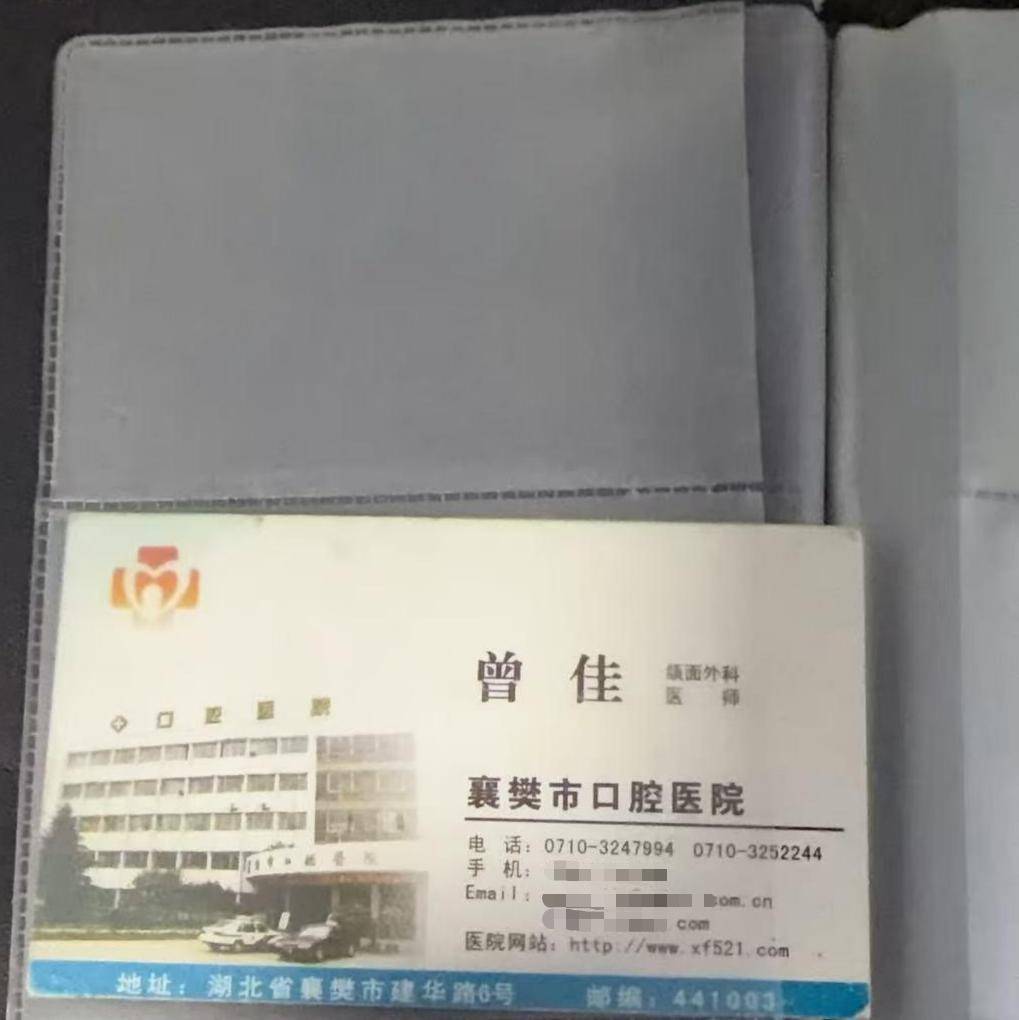 曾 佳
颌面外科
医 师
口腔医院
襄樊市口腔医院
电 话：0710-3247994 0710-3252244
手 机：
Email： com.cn
com
医院网站：http://www.xf521.com
地址：湖北省襄樊市建华路6号 邮编：441003